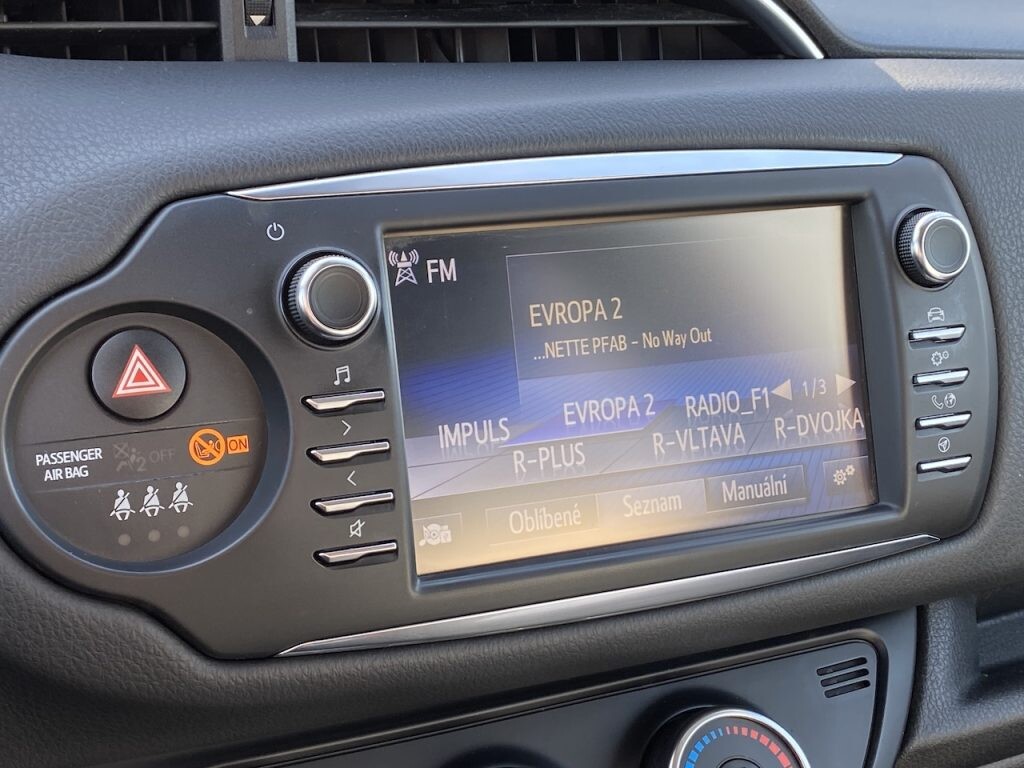 FM
EVROPA 2
...NETTE PFAB - No Way Out
1/3
IMPULS EVROPA 2 RADIO_F1
R-PLUS R-VLTAVA R-DVOJKA
Oblíbené Seznam Manuální
PASSENGER
AIR BAG
2 OFF ON